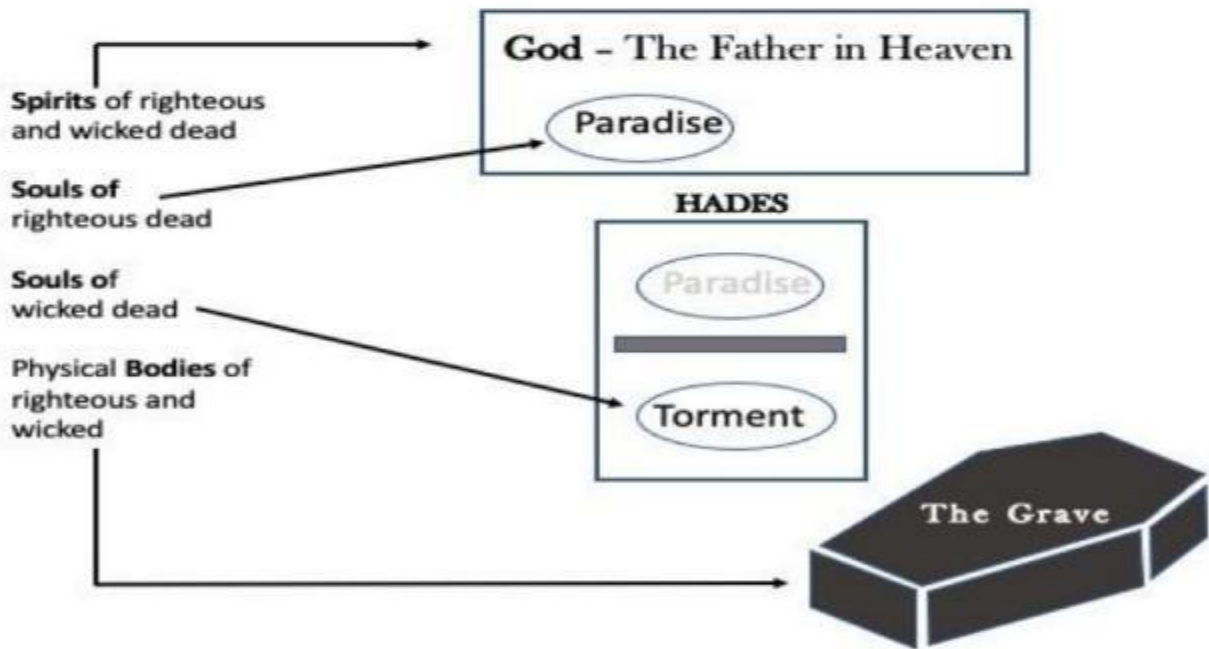 God – The Father in Heaven
Spirits of righteous
and wicked dead
Paradise
Souls of
righteous dead
HADES
Paradise
Souls of
wicked dead
Torment
Physical Bodies of
righteous and
wicked
The Grave